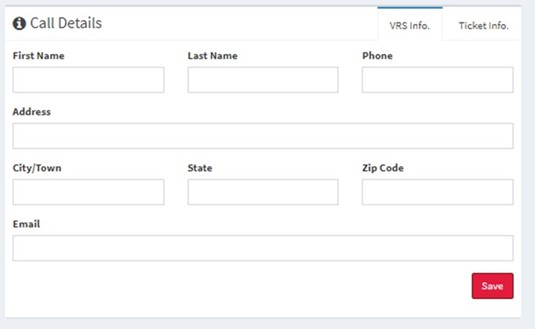 Call Details
VRS Info.
Ticket Info.
First Name
Last Name
Phone
Address
City/Town
State
Zip Code
Email
Save